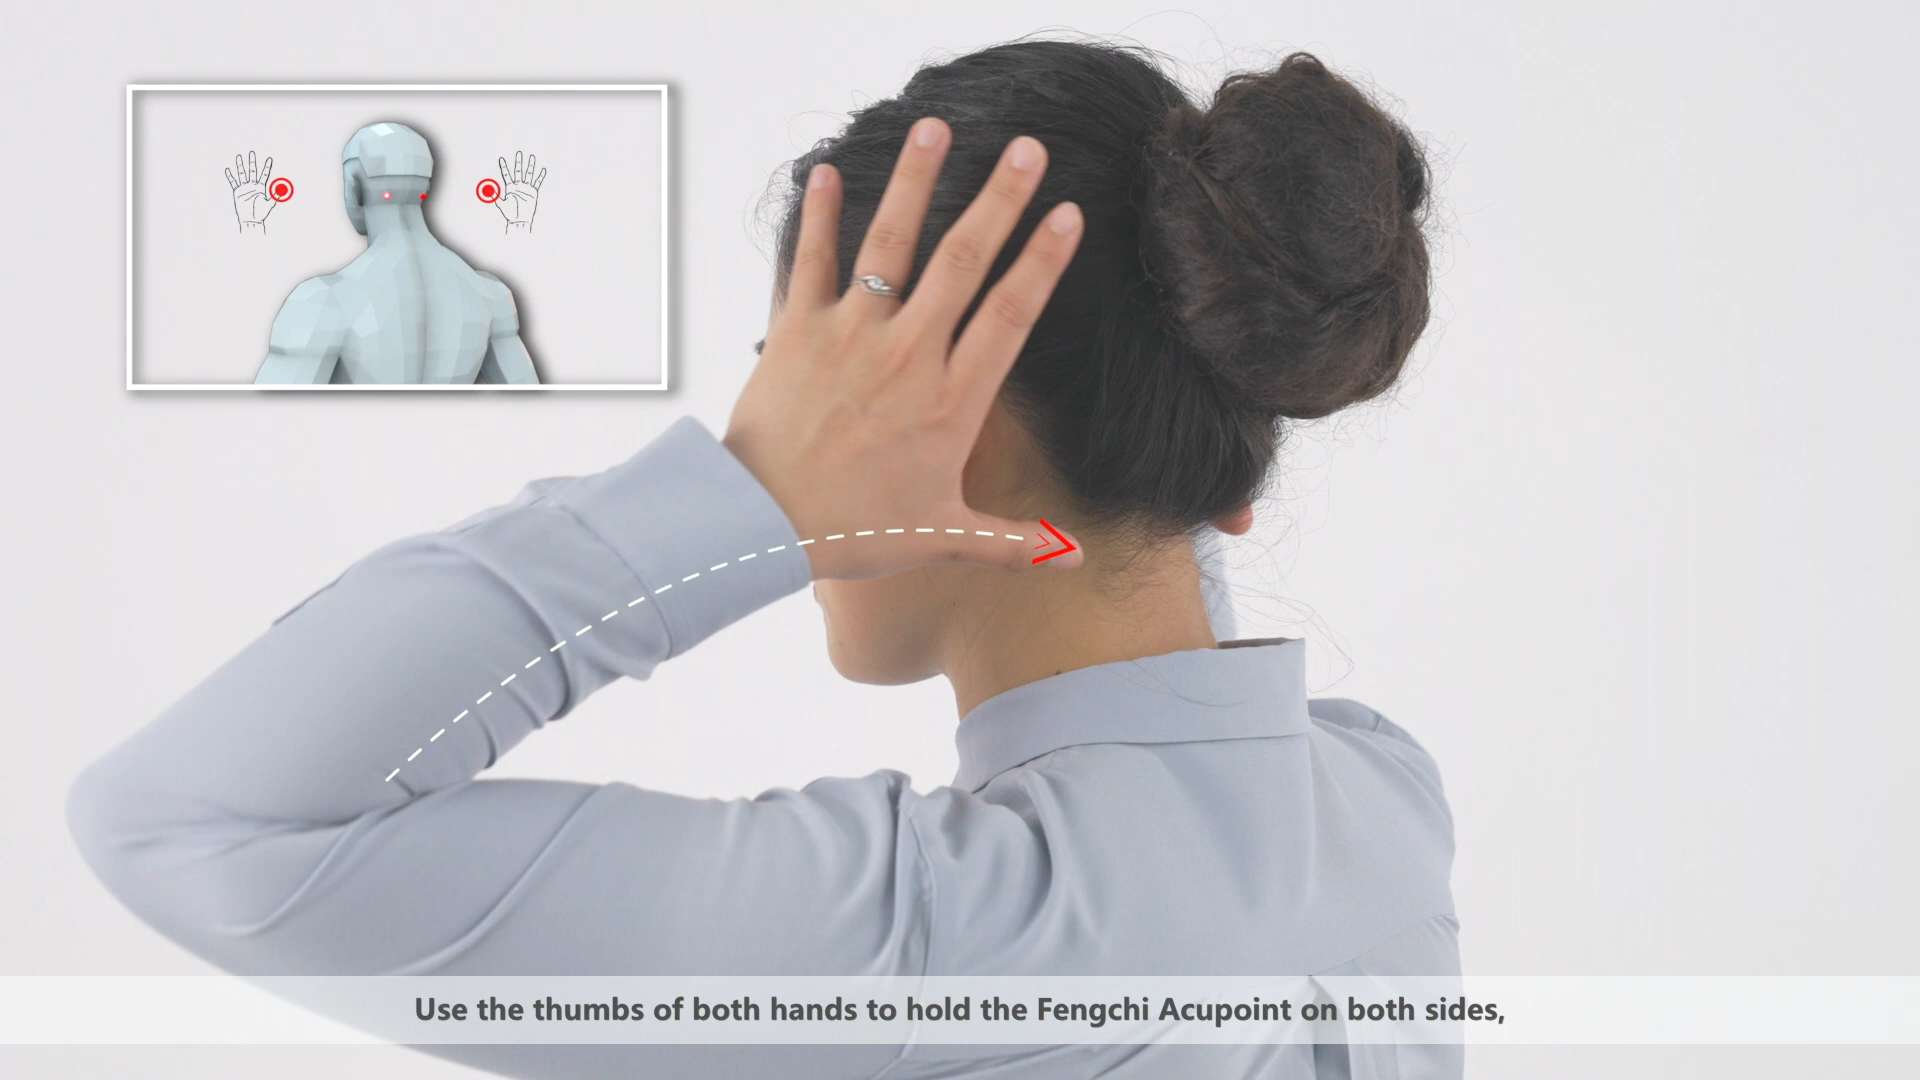 Use the thumbs of both hands to hold the Fengchi Acupoint on both sides,